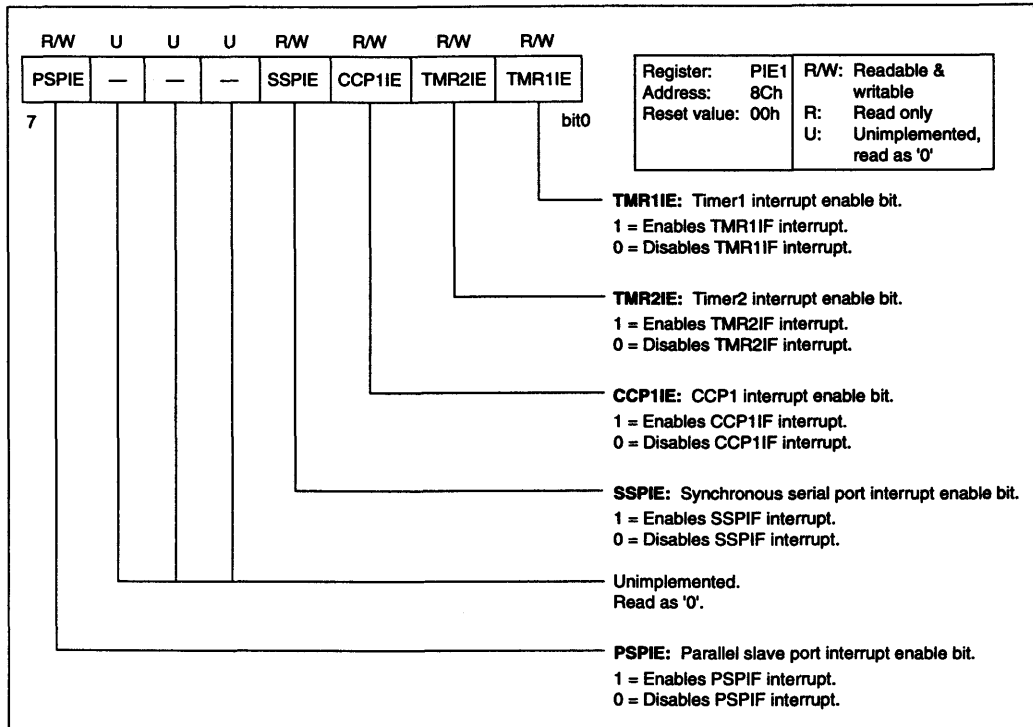 R/W U U U R/W R/W R/W R/W
PSPIE — — — SSPIE CCP1IE TMR2IE TMR1IE
7 bit0
Register: PIE1
Address: 8Ch
Reset value: 00h
R/W: Readable &
writable
R: Read only
U: Unimplemented,
read as '0'
TMR1IE: Timer1 interrupt enable bit.
1 = Enables TMR1IF interrupt.
0 = Disables TMR1IF interrupt.
TMR2IE: Timer2 interrupt enable bit.
1 = Enables TMR2IF interrupt.
0 = Disables TMR2IF interrupt.
CCP1IE: CCP1 interrupt enable bit.
1 = Enables CCP1IF interrupt.
0 = Disables CCP1IF interrupt.
SSPIE: Synchronous serial port interrupt enable bit.
1 = Enables SSPIF interrupt.
0 = Disables SSPIF interrupt.
Unimplemented.
Read as '0'.
PSPIE: Parallel slave port interrupt enable bit.
1 = Enables PSPIF interrupt.
0 = Disables PSPIF interrupt.